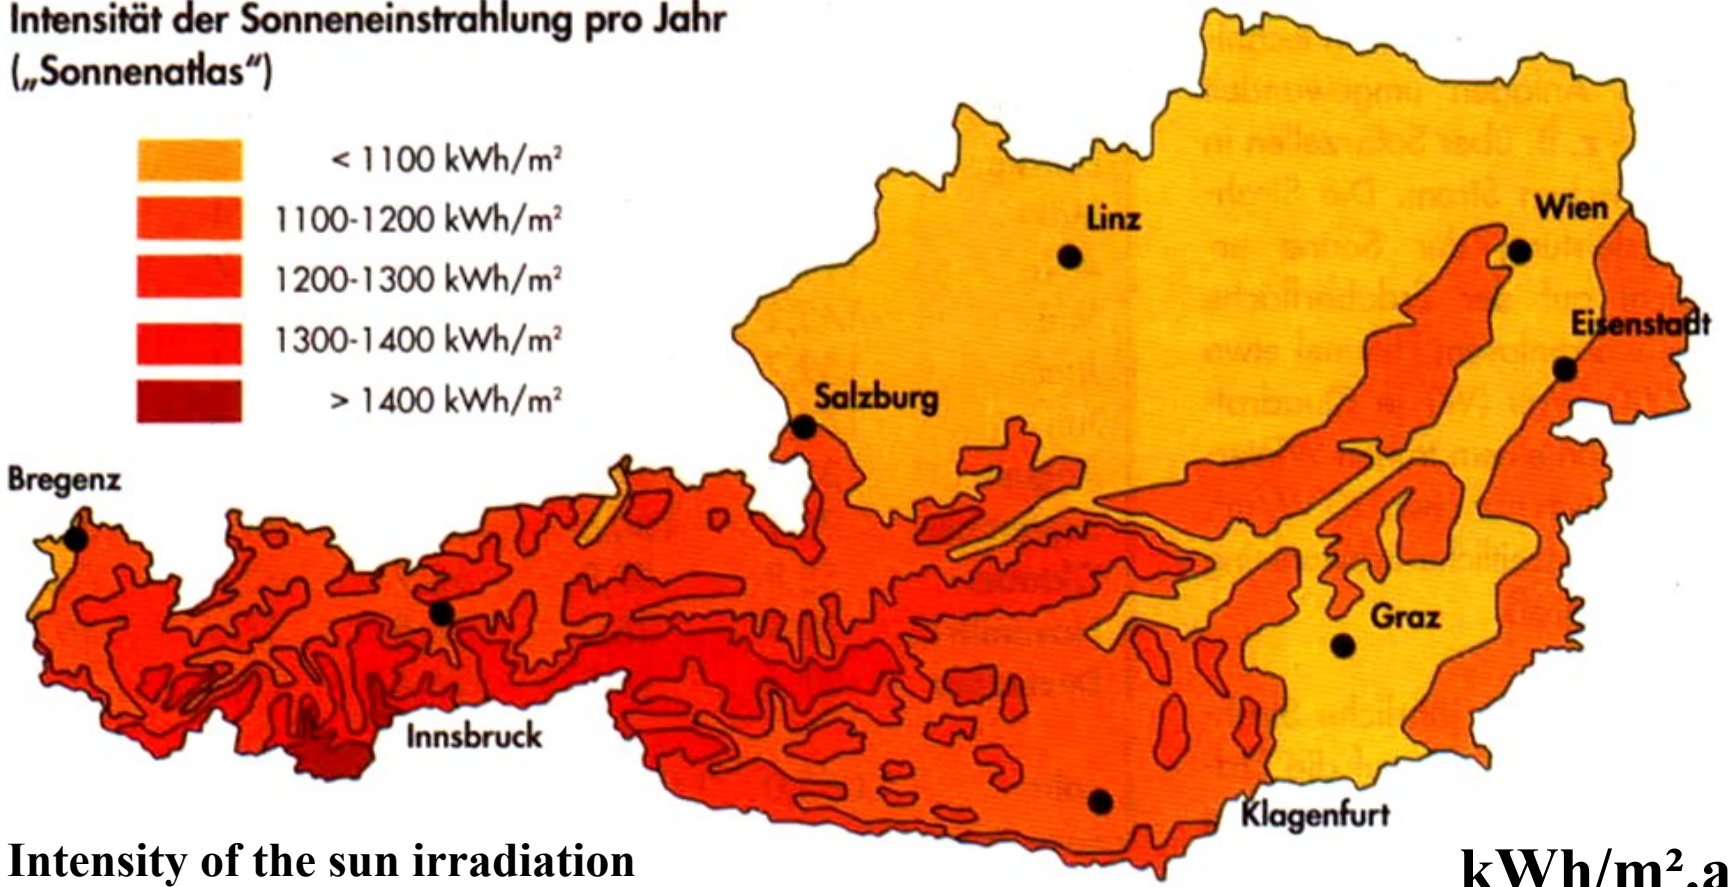 Intensität der Sonneneinstrahlung pro Jahr
(„Sonnenatlas“)
< 1100 kWh/m²
1100-1200 kWh/m²
1200-1300 kWh/m²
1300-1400 kWh/m²
> 1400 kWh/m²
Wien
Linz
Eisenstadt
Salzburg
Bregenz
Graz
Innsbruck
Klagenfurt
Intensity of the sun irradiation
kWh/m².a